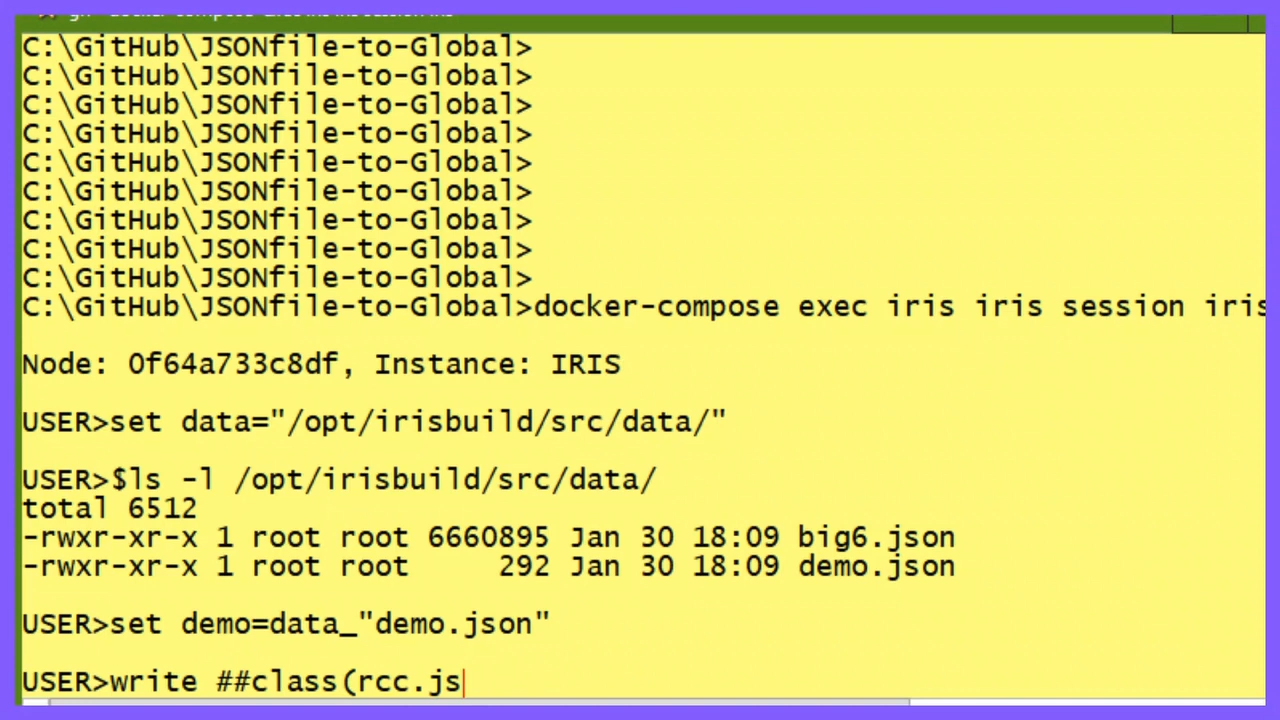 C:\GitHub\JSONfile-to-Global>
C:\GitHub\JSONfile-to-Global>
C:\GitHub\JSONfile-to-Global>
C:\GitHub\JSONfile-to-Global>
C:\GitHub\JSONfile-to-Global>
C:\GitHub\JSONfile-to-Global>
C:\GitHub\JSONfile-to-Global>
C:\GitHub\JSONfile-to-Global>
C:\GitHub\JSONfile-to-Global>
C:\GitHub\JSONfile-to-Global>docker-compose exec iris iris session iris
Node: 0f64a733c8df, Instance: IRIS
USER>set data="/opt/irisbuild/src/data/"
USER>$ls -l /opt/irisbuild/src/data/
total 6512
-rwxr-xr-x 1 root root 6660895 Jan 30 18:09 big6.json
-rwxr-xr-x 1 root root     292 Jan 30 18:09 demo.json
USER>set demo=data_"demo.json"
USER>write ##class(rcc.js